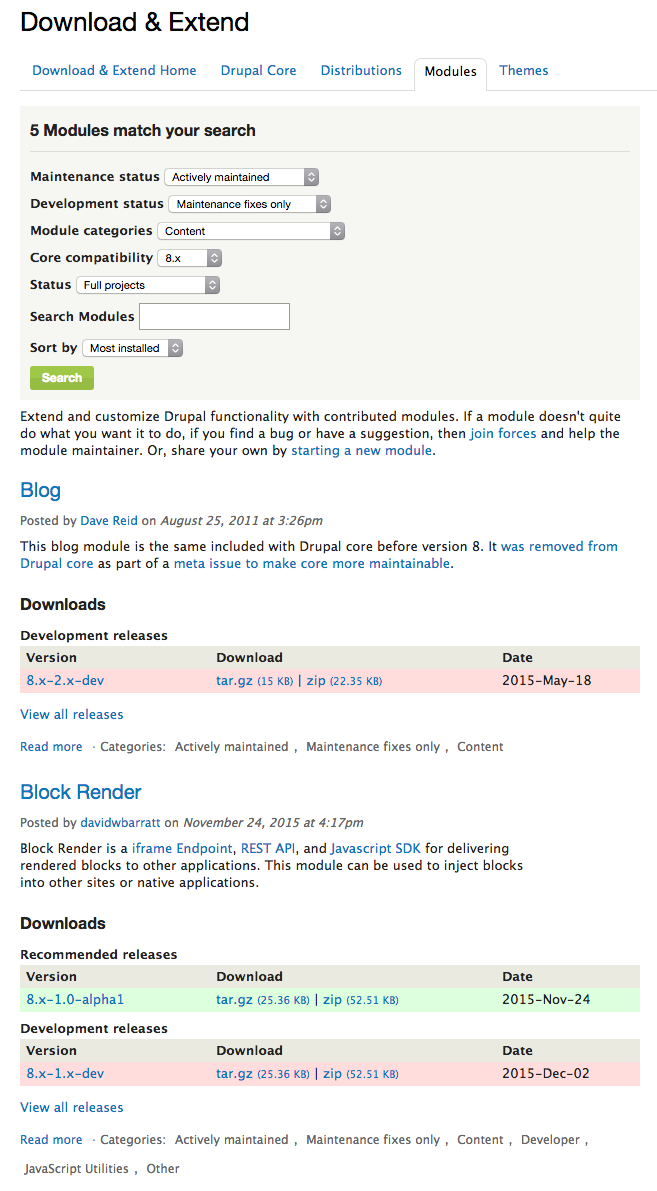 Download & Extend
Download & Extend Home Drupal Core Distributions Modules Themes
5 Modules match your search
Maintenance status Actively maintained
Development status Maintenance fixes only
Module categories Content
Core compatibility 8.x
Status Full projects
Search Modules
Sort by Most installed
Search
Extend and customize Drupal functionality with contributed modules. If a module doesn't quite
do what you want it to do, if you find a bug or have a suggestion, then join forces and help the
module maintainer. Or, share your own by starting a new module.
Blog
Posted by Dave Reid on August 25, 2011 at 3:26pm
This blog module is the same included with Drupal core before version 8. It was removed from
Drupal core as part of a meta issue to make core more maintainable.
Downloads
Development releases
Version Download Date
8.x-2.x-dev tar.gz (15 KB) | zip (22.35 KB) 2015-May-18
View all releases
Read more · Categories: Actively maintained , Maintenance fixes only , Content
Block Render
Posted by davidwbarratt on November 24, 2015 at 4:17pm
Block Render is a iframe Endpoint, REST API, and Javascript SDK for delivering
rendered blocks to other applications. This module can be used to inject blocks
into other sites or native applications.
Downloads
Recommended releases
Version Download Date
8.x-1.0-alpha1 tar.gz (25.36 KB) | zip (52.51 KB) 2015-Nov-24
Development releases
Version Download Date
8.x-1.x-dev tar.gz (25.36 KB) | zip (52.51 KB) 2015-Dec-02
View all releases
Read more · Categories: Actively maintained , Maintenance fixes only , Content , Developer ,
JavaScript Utilities , Other